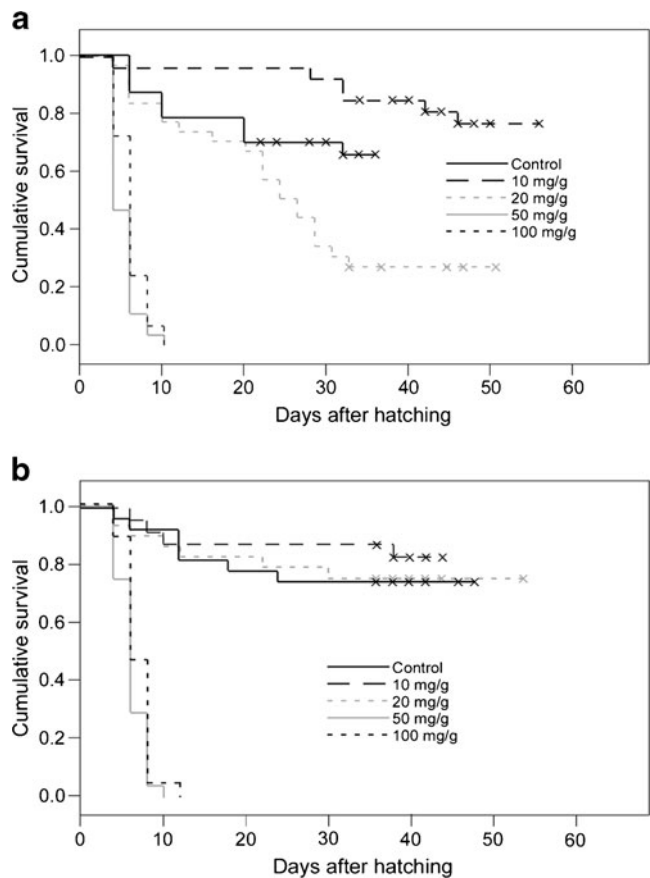 a
1.0
0.8
0.6
0.4
0.2
0.0
Cumulative survival
Control
10 mg/g
20 mg/g
50 mg/g
100 mg/g
0 10 20 30 40 50 60
Days after hatching
b
1.0
0.8
0.6
0.4
0.2
0.0
Cumulative survival
Control
10 mg/g
20 mg/g
50 mg/g
100 mg/g
0 10 20 30 40 50 60
Days after hatching